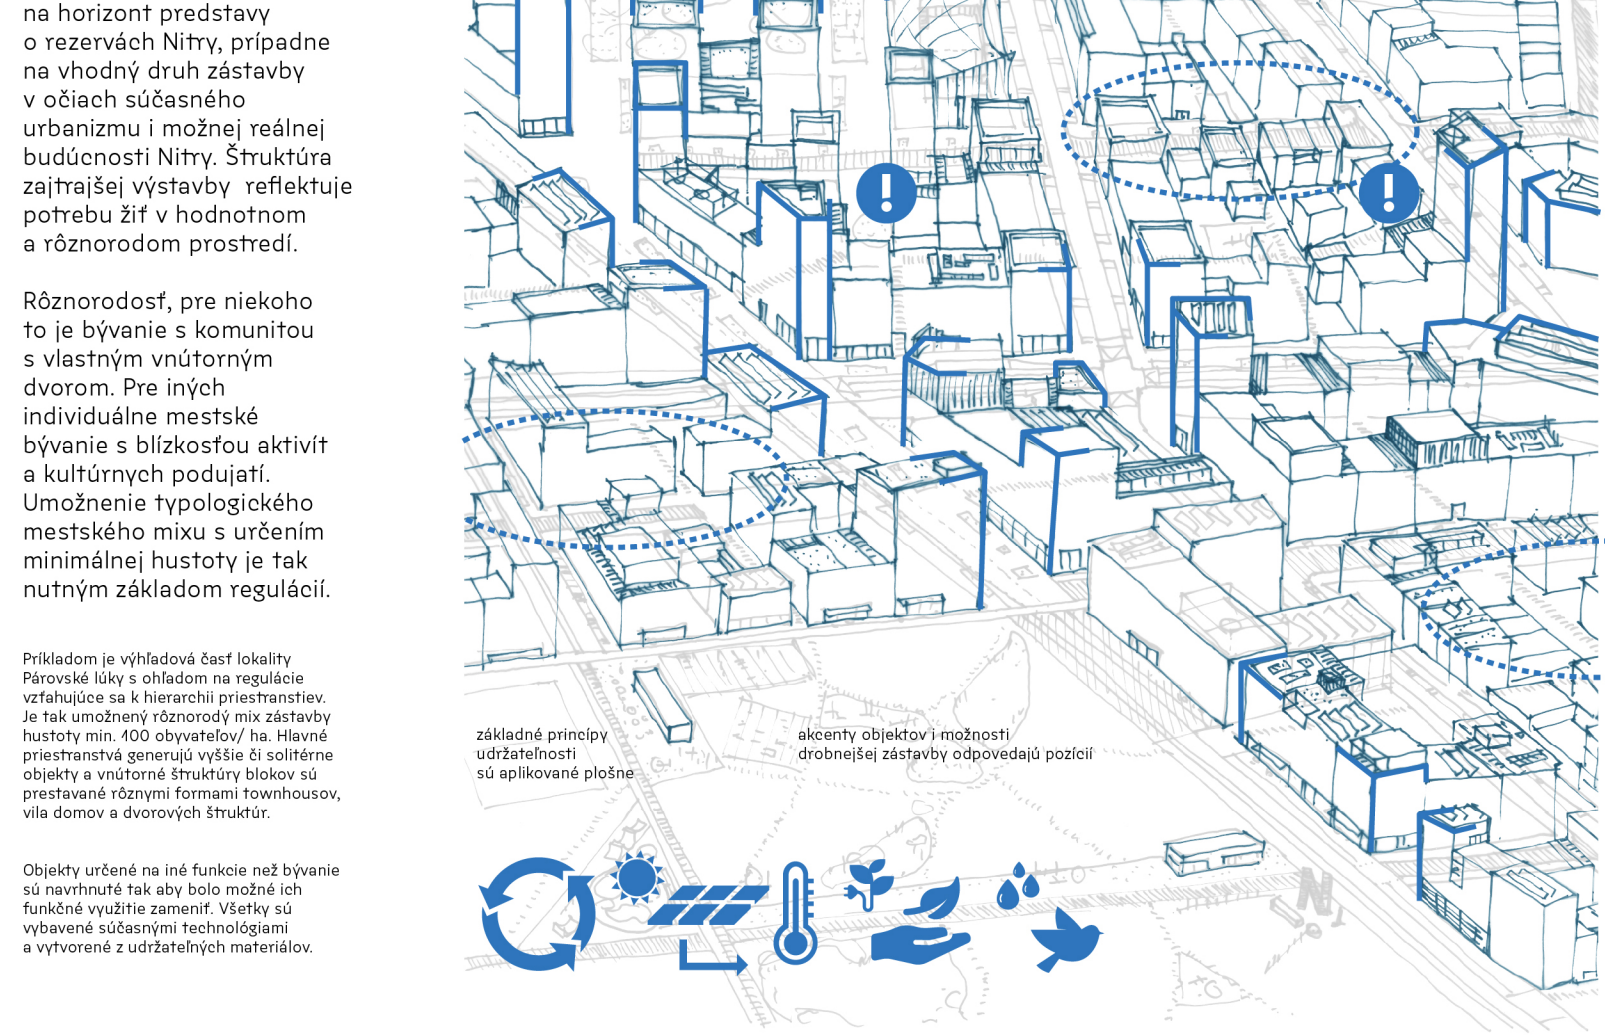 na horizont predstavy
o rezervách Nitry, prípadne
na vhodný druh zástavby
v očiach súčasného
urbanizmu i možnej reálnej
budúcnosti Nitry. Štruktúra
zajtrajšej výstavby  reflektuje
potrebu žiť v hodnotnom
a rôznorodom prostredí.
Rôznorodosť, pre niekoho
to je bývanie s komunitou
s vlastným vnútorným
dvorom. Pre iných
individuálne mestské
bývanie s blízkosťou aktivít
a kultúrnych podujatí.
Umožnenie typologického
mestského mixu s určením
minimálnej hustoty je tak
nutným základom regulácií.
Príkladom je výhľadová časť lokality
Párovské lúky s ohľadom na regulácie
vzťahujúce sa k hierarchii priestranstiev.
Je tak umožnený rôznorodý mix zástavby
hustoty min. 100 obyvateľov/ ha. Hlavné
priestranstvá generujú vyššie či solitérne
objekty a vnútorné štruktúry blokov sú
prestavané rôznymi formami townhousov,
vila domov a dvorových štruktúr.
Objekty určené na iné funkcie než bývanie
sú navrhnuté tak aby bolo možné ich
funkčné využitie zameniť. Všetky sú
vybavené súčasnými technológiami
a vytvorené z udržateľných materiálov.
základné princípy
udržateľnosti
sú aplikované plošne
akcenty objektov i možnosti
drobnejšej zástavby odpovedajú pozícií